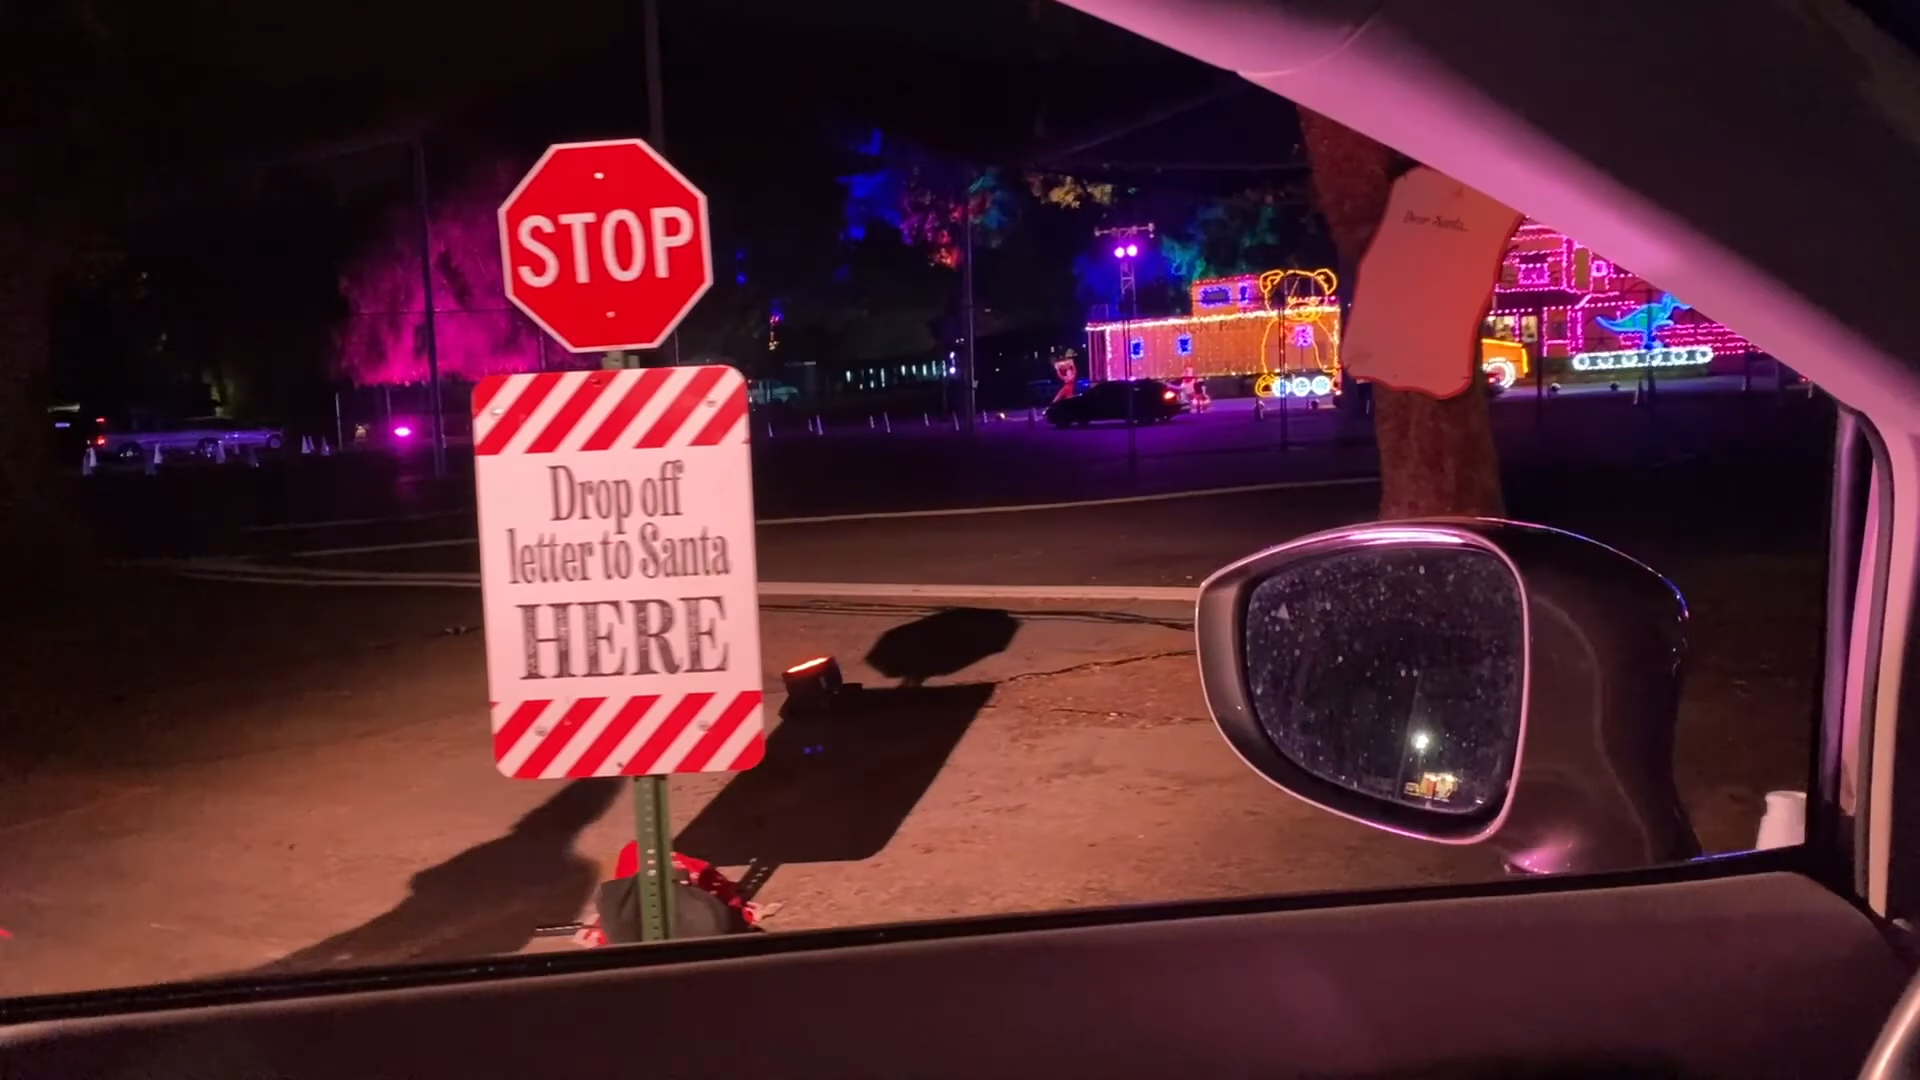 STOP
Drop off
letter to Santa
HERE
Dear Santa,